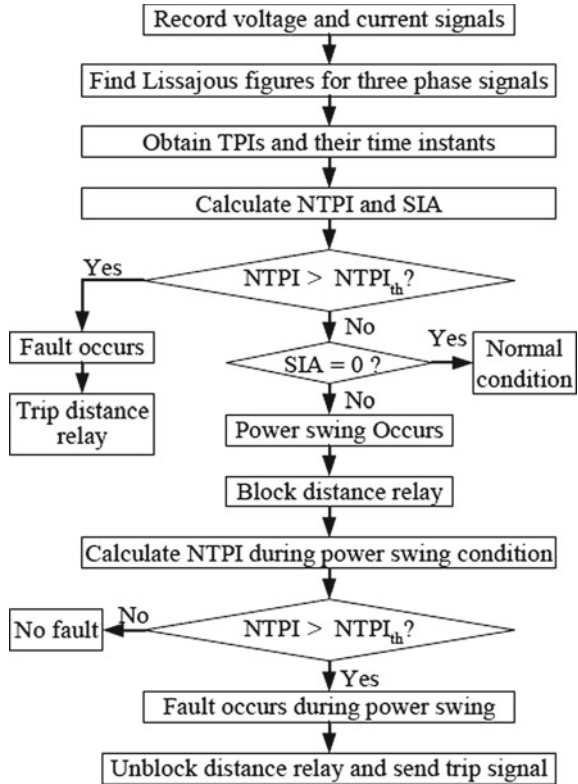 Record voltage and current signals
Find Lissajous figures for three phase signals
Obtain TPIs and their time instants
Calculate NTPI and SIA
Yes
NTPI > NTPI_th?
No
Fault occurs
SIA = 0 ?
Yes
Normal
condition
Trip distance
relay
No
Power swing Occurs
Block distance relay
Calculate NTPI during power swing condition
No
No fault
NTPI > NTPI_th?
Yes
Fault occurs during power swing
Unblock distance relay and send trip signal